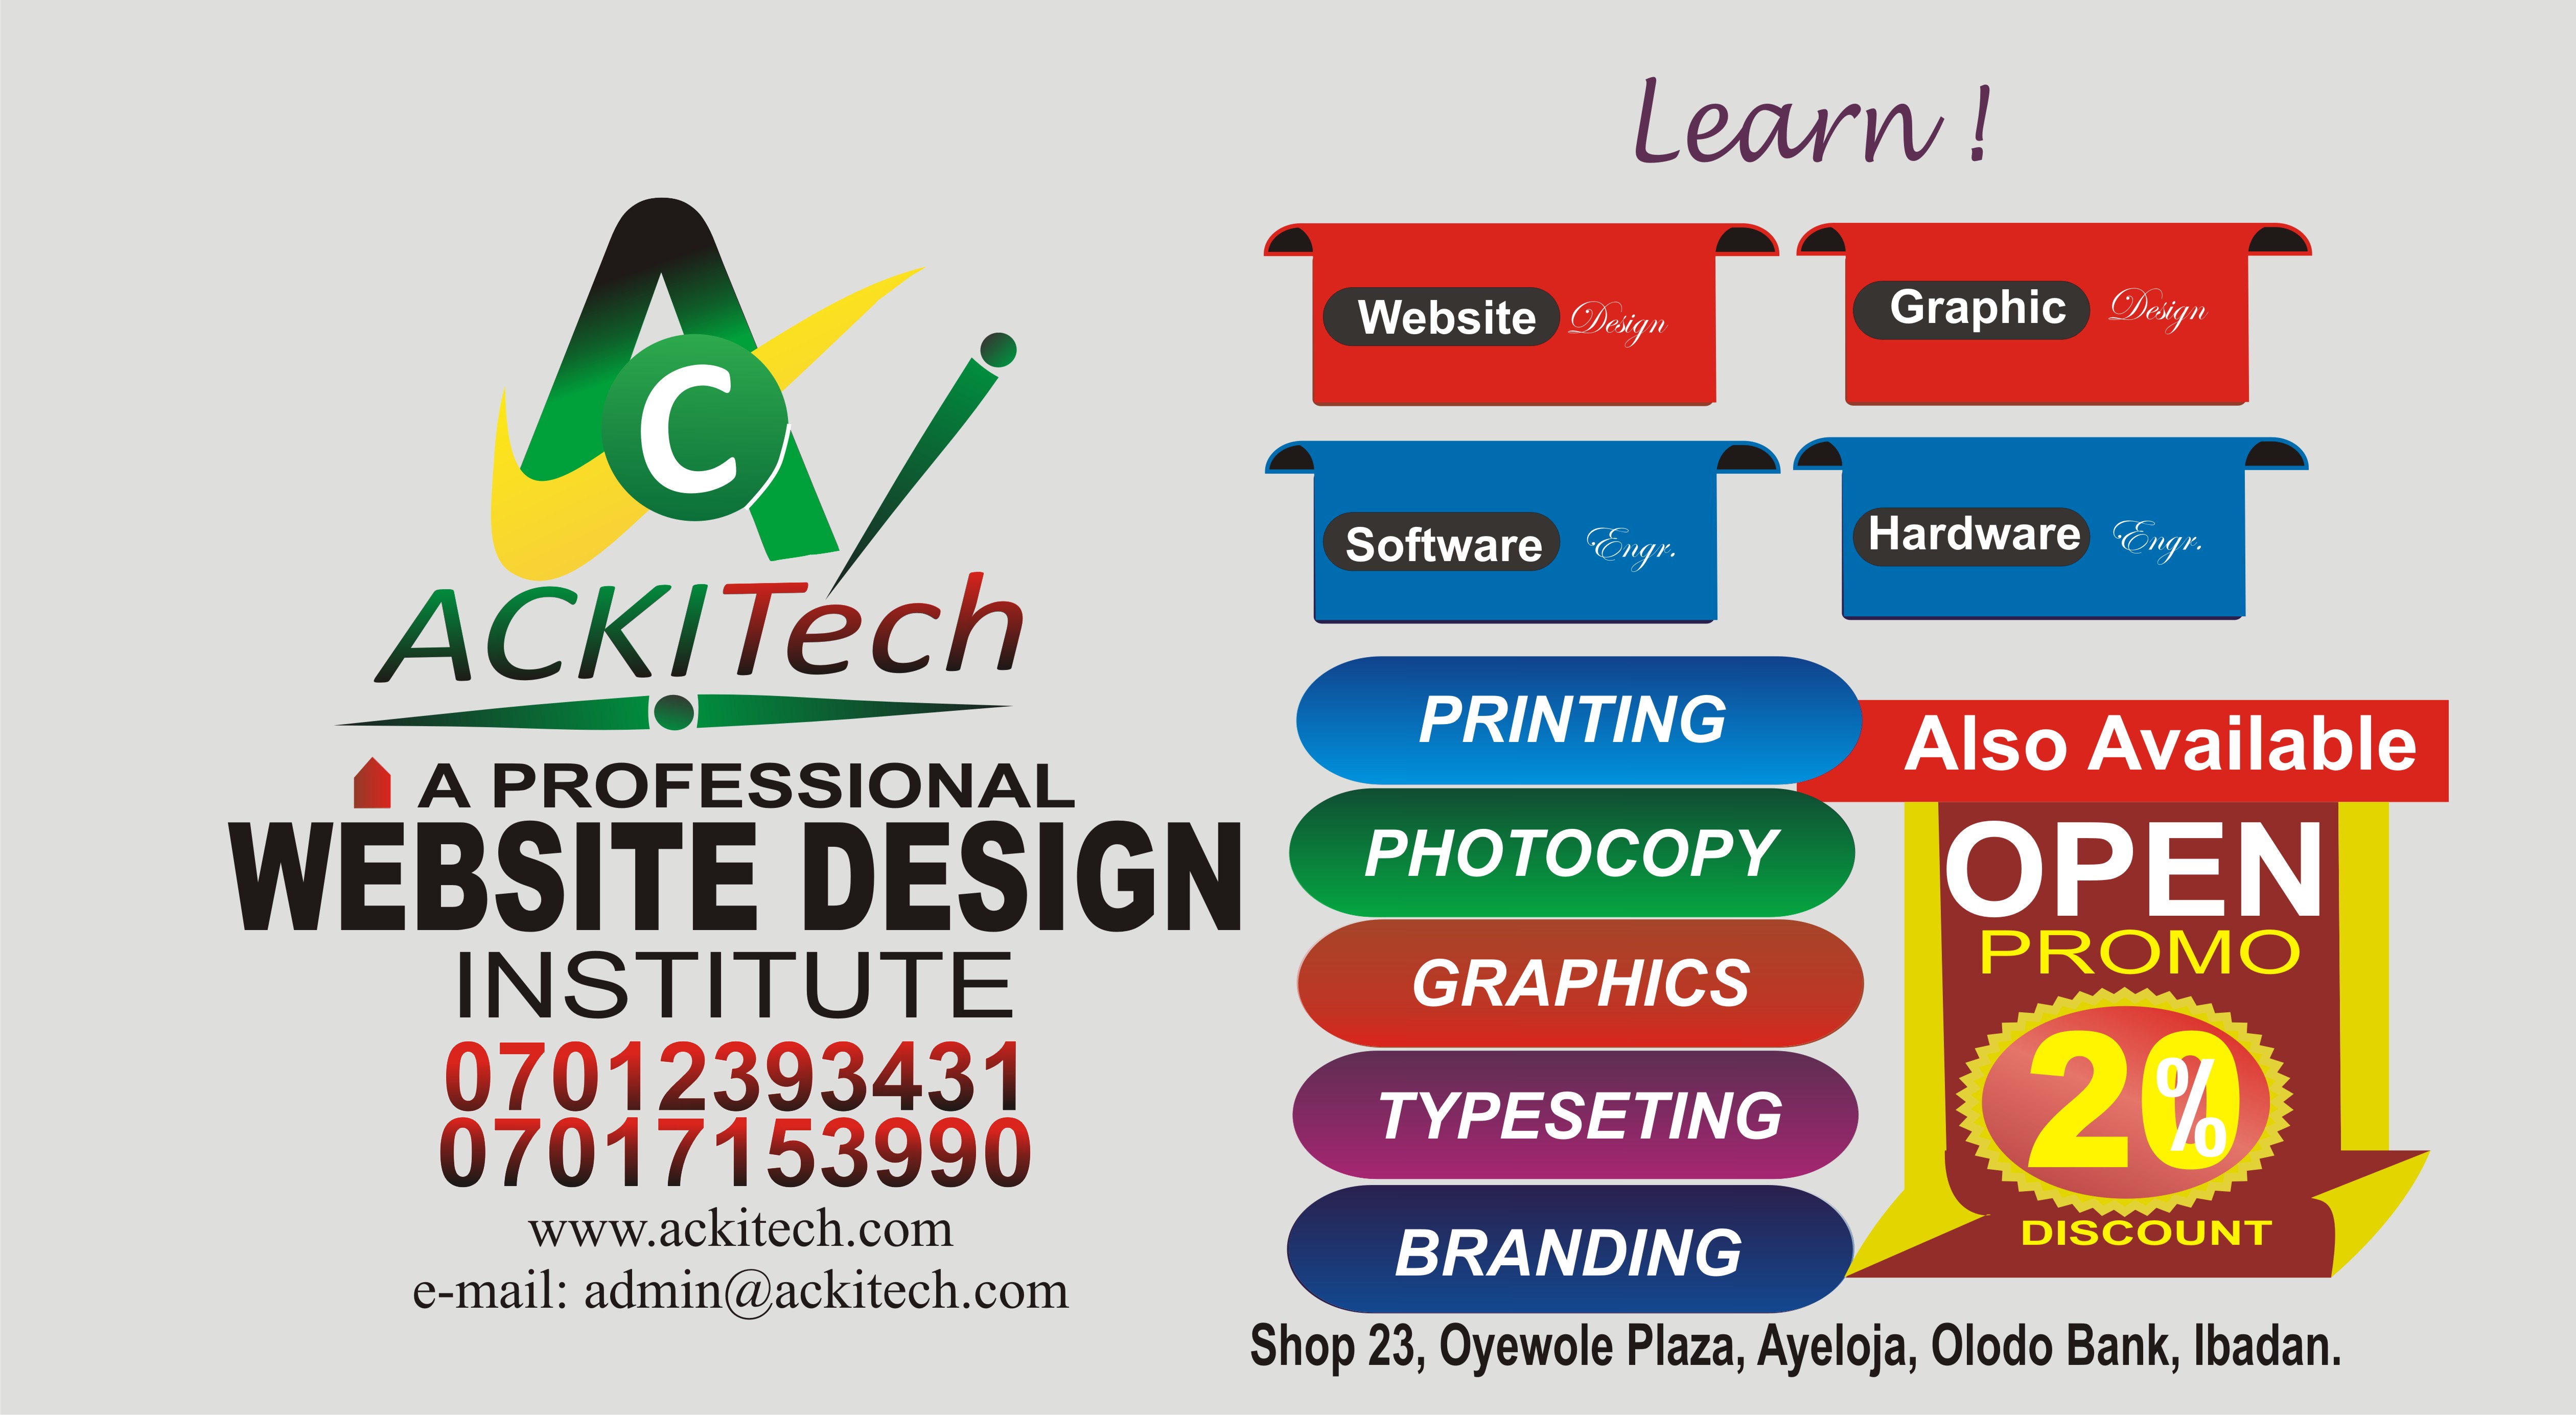 C
ACKITech
A PROFESSIONAL
WEBSITE DESIGN
INSTITUTE
07012393431
07017153990
www.ackitech.com
e-mail: admin@ackitech.com
Learn !
Website Design
Graphic Design
Software Engr.
Hardware Engr.
PRINTING
PHOTOCOPY
GRAPHICS
TYPESETING
BRANDING
Also Available
OPEN
PROMO
20%
DISCOUNT
Shop 23, Oyewole Plaza, Ayeloja, Olodo Bank, Ibadan.